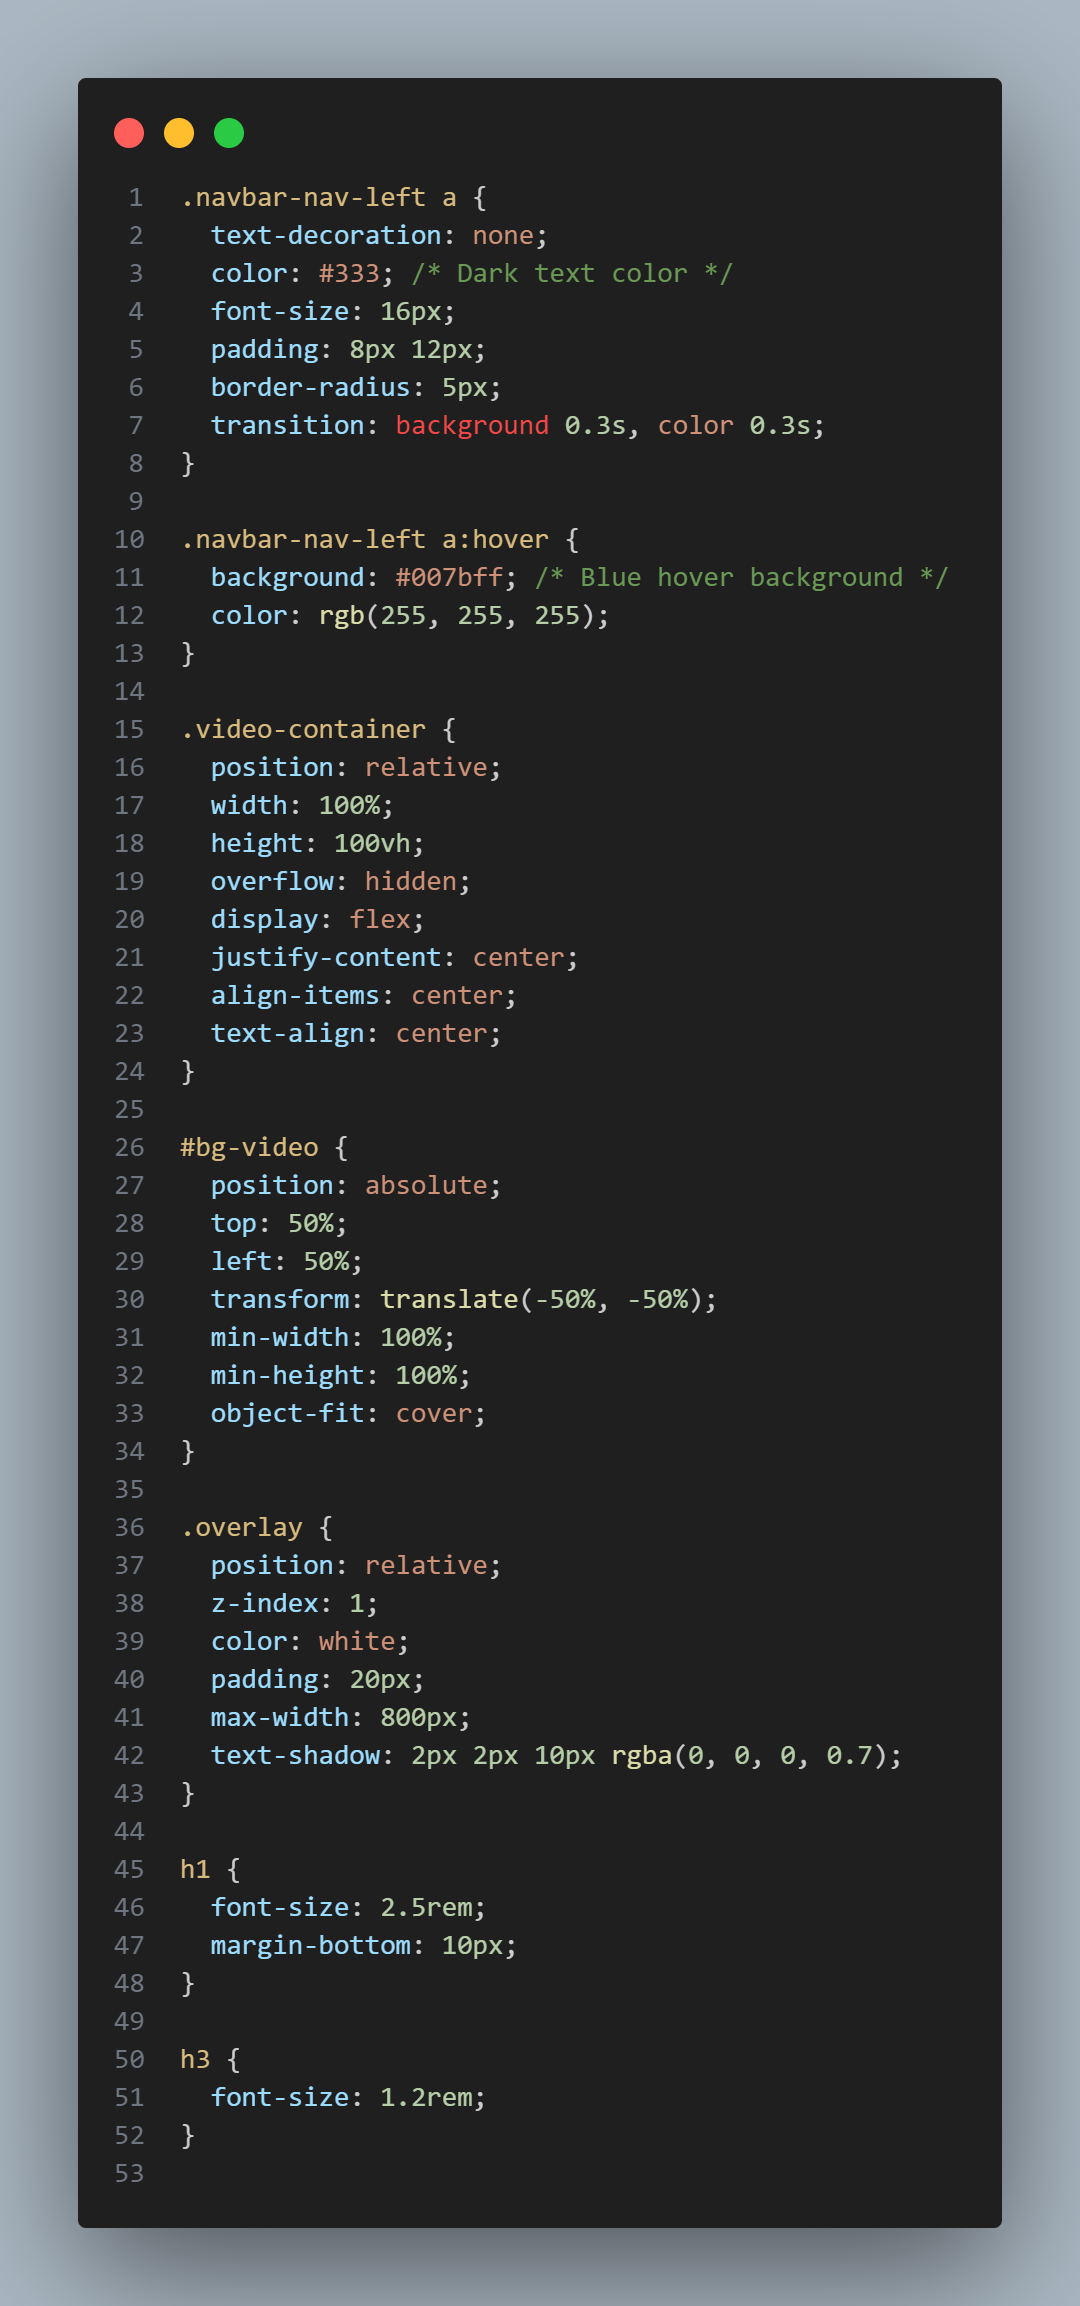 1 .navbar-nav-left a {
2   text-decoration: none;
3   color: #333; /* Dark text color */
4   font-size: 16px;
5   padding: 8px 12px;
6   border-radius: 5px;
7   transition: background 0.3s, color 0.3s;
8 }
9
10 .navbar-nav-left a:hover {
11   background: #007bff; /* Blue hover background */
12   color: rgb(255, 255, 255);
13 }
14
15 .video-container {
16   position: relative;
17   width: 100%;
18   height: 100vh;
19   overflow: hidden;
20   display: flex;
21   justify-content: center;
22   align-items: center;
23   text-align: center;
24 }
25
26 #bg-video {
27   position: absolute;
28   top: 50%;
29   left: 50%;
30   transform: translate(-50%, -50%);
31   min-width: 100%;
32   min-height: 100%;
33   object-fit: cover;
34 }
35
36 .overlay {
37   position: relative;
38   z-index: 1;
39   color: white;
40   padding: 20px;
41   max-width: 800px;
42   text-shadow: 2px 2px 10px rgba(0, 0, 0, 0.7);
43 }
44
45 h1 {
46   font-size: 2.5rem;
47   margin-bottom: 10px;
48 }
49
50 h3 {
51   font-size: 1.2rem;
52 }
53